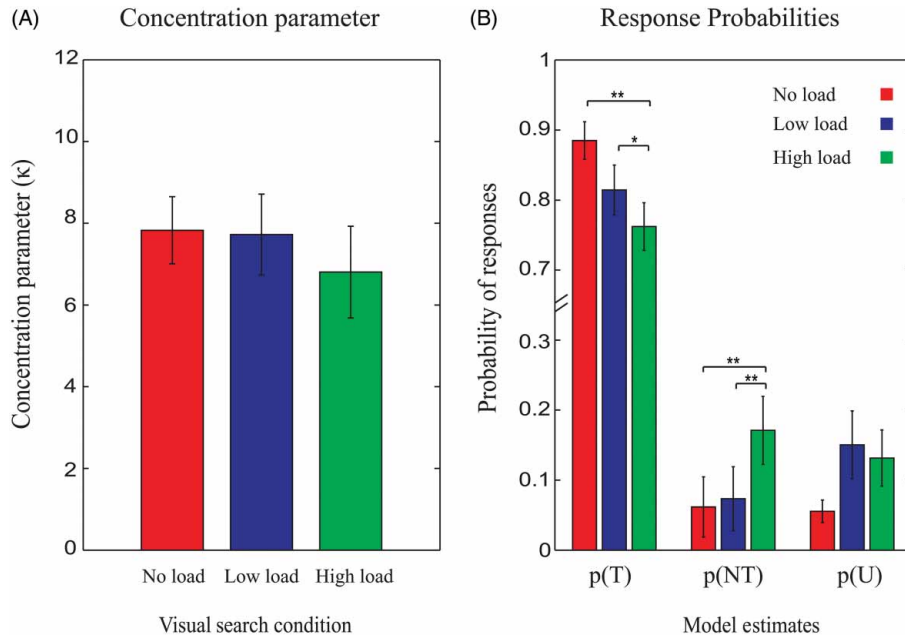 (A) Concentration parameter
12
10
8
6
4
2
0
Concentration parameter (κ)
No load Low load High load
Visual search condition
(B) Response Probabilities
1
0.9
0.8
0.7
0.3
0.2
0.1
0
Probability of responses
No load
Low load
High load
**
*
**
**
p(T) p(NT) p(U)
Model estimates